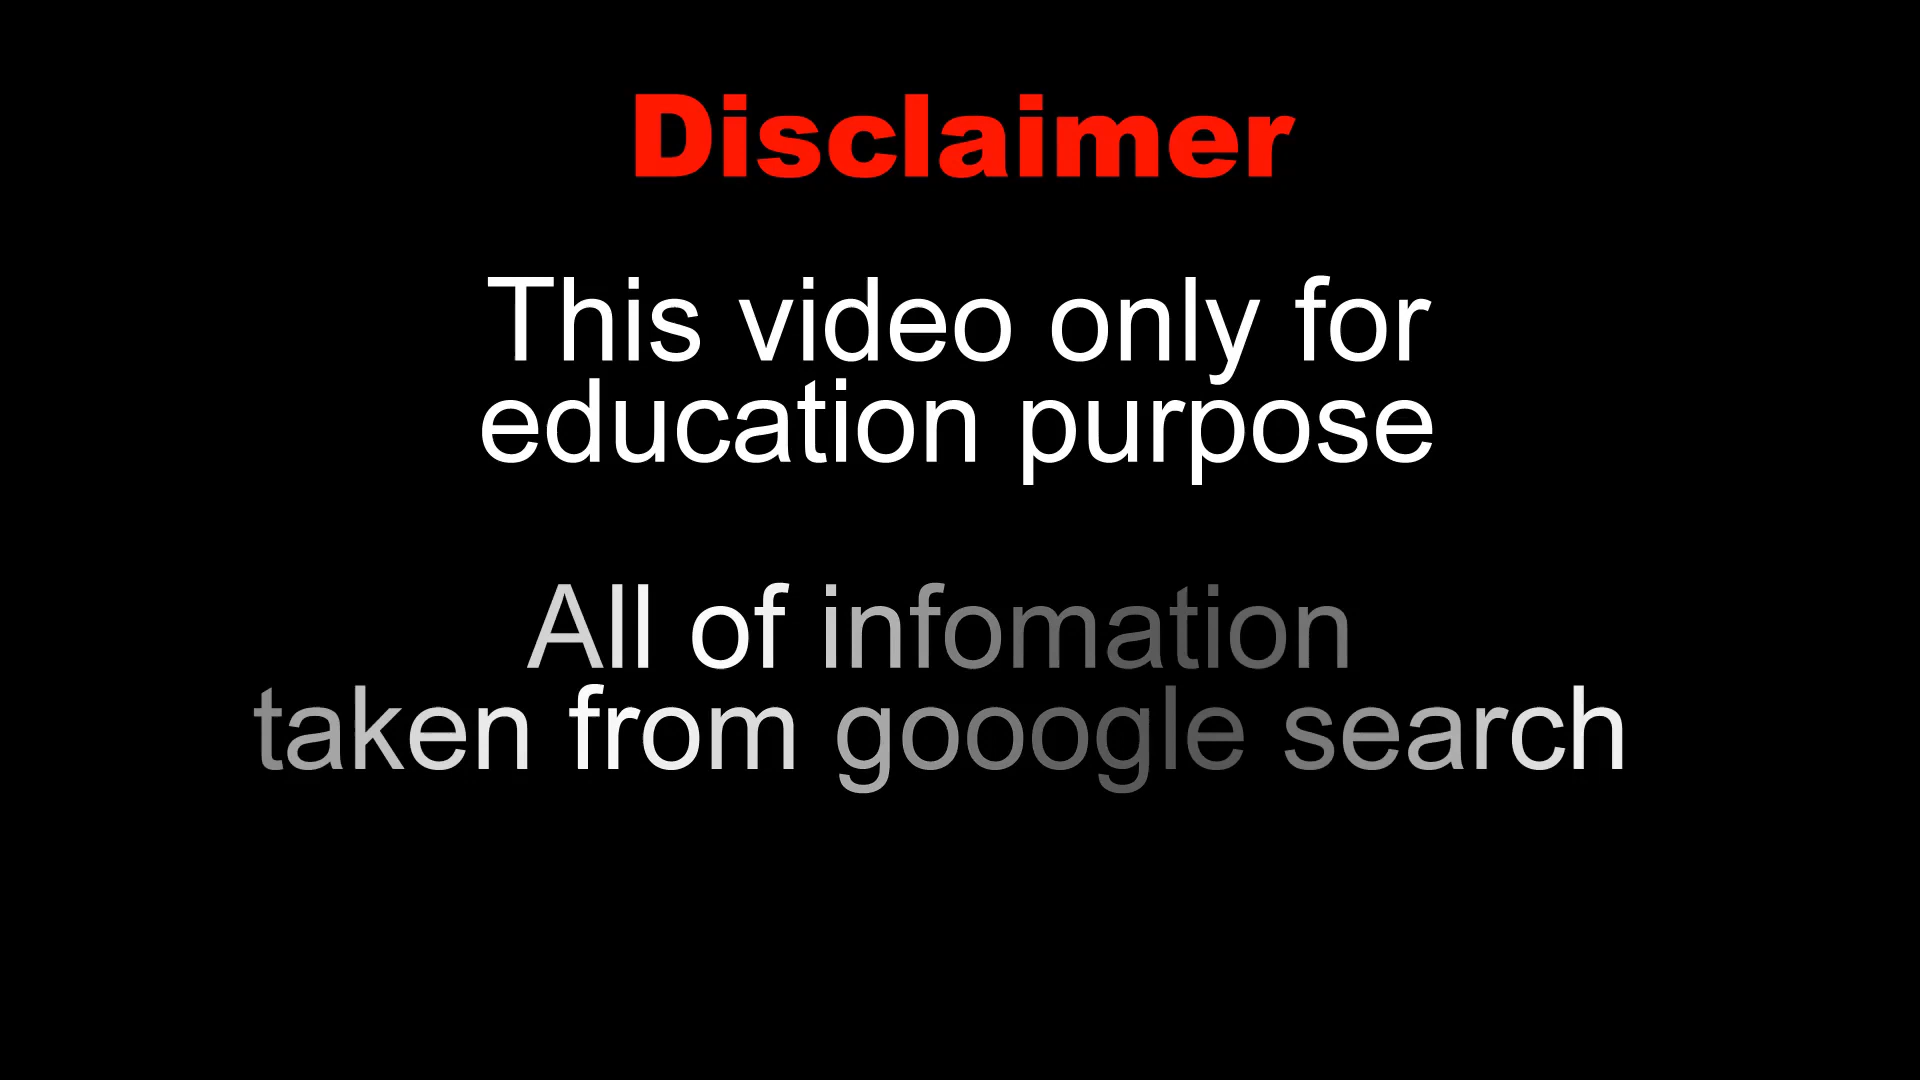 Disclaimer
This video only for
education purpose
All of infomation
taken from gooogle search